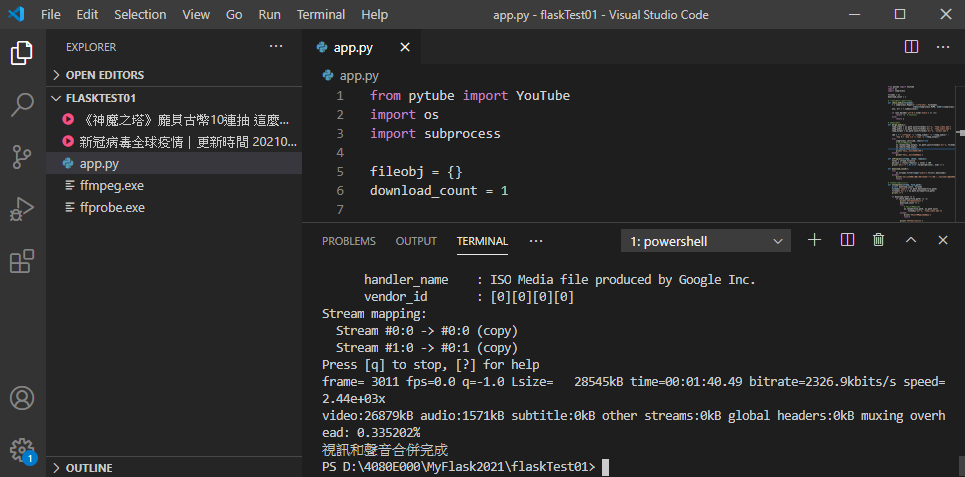 File Edit Selection View Go Run Terminal Help app.py - flaskTest01 - Visual Studio Code
EXPLORER
OPEN EDITORS
FLASKTEST01
《神魔之塔》龐貝古幣10連抽 這麼...
新冠病毒全球疫情｜更新時間 20210...
app.py
ffmpeg.exe
ffprobe.exe
OUTLINE
1
app.py
app.py
1 from pytube import YouTube
2 import os
3 import subprocess
4
5 fileobj = {}
6 download_count = 1
7
PROBLEMS OUTPUT TERMINAL ... 1: powershell
handler_name : ISO Media file produced by Google Inc.
vendor_id : [0][0][0][0]
Stream mapping:
Stream #0:0 -> #0:0 (copy)
Stream #1:0 -> #0:1 (copy)
Press [q] to stop, [?] for help
frame= 3011 fps=0.0 q=-1.0 Lsize= 28545kB time=00:01:40.49 bitrate=2326.9kbits/s speed=
2.44e+03x
video:26879kB audio:1571kB subtitle:0kB other streams:0kB global headers:0kB muxing overh
ead: 0.335202%
視訊和聲音合併完成
PS D:\4080E000\MyFlask2021\flaskTest01>